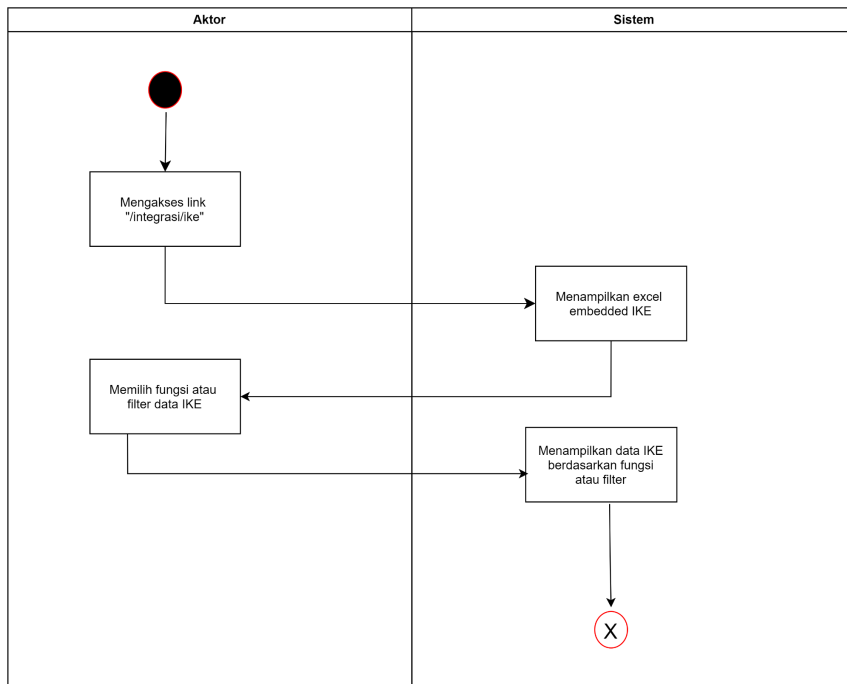 Aktor
Sistem
Mengakses link
"/integrasi/ike"
Menampilkan excel
embedded IKE
Memilih fungsi atau
filter data IKE
Menampilkan data IKE
berdasarkan fungsi
atau filter
X